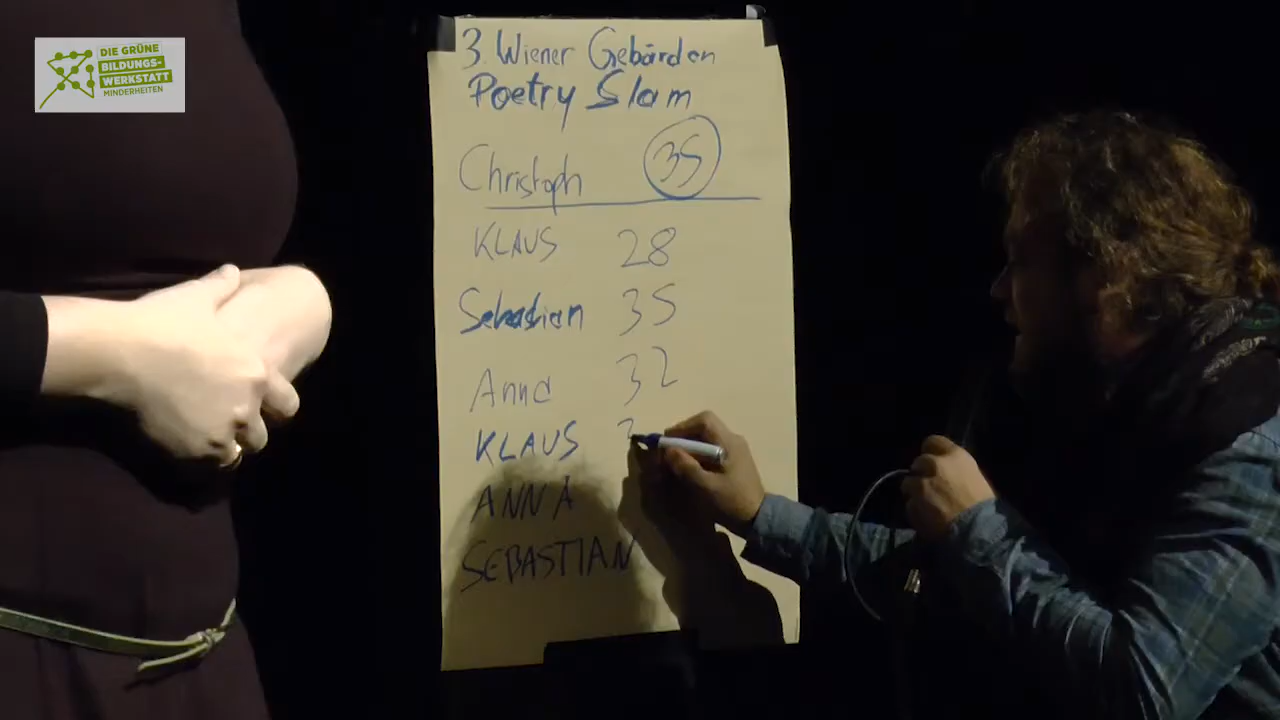 DIE GRÜNE
BILDUNGS-
WERKSTATT
MINDERHEITEN
3. Wiener Gebärden
Poetry Slam
Christoph 35
KLAUS 28
Sebastian 35
Anna 32
KLAUS
ANNA
SEBASTIAN